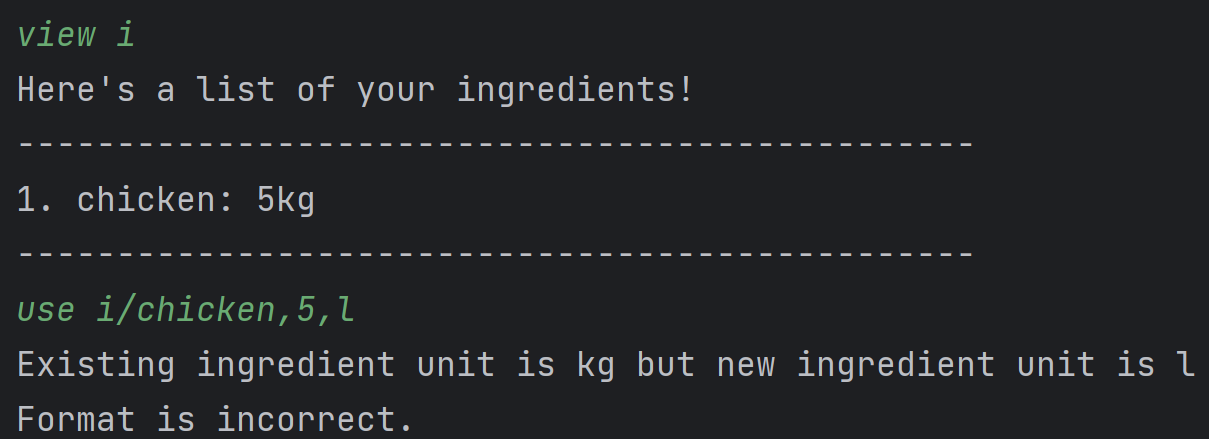 view i
Here's a list of your ingredients!
------------------------------------------------
1. chicken: 5kg
------------------------------------------------
use i/chicken,5,l
Existing ingredient unit is kg but new ingredient unit is l
Format is incorrect.